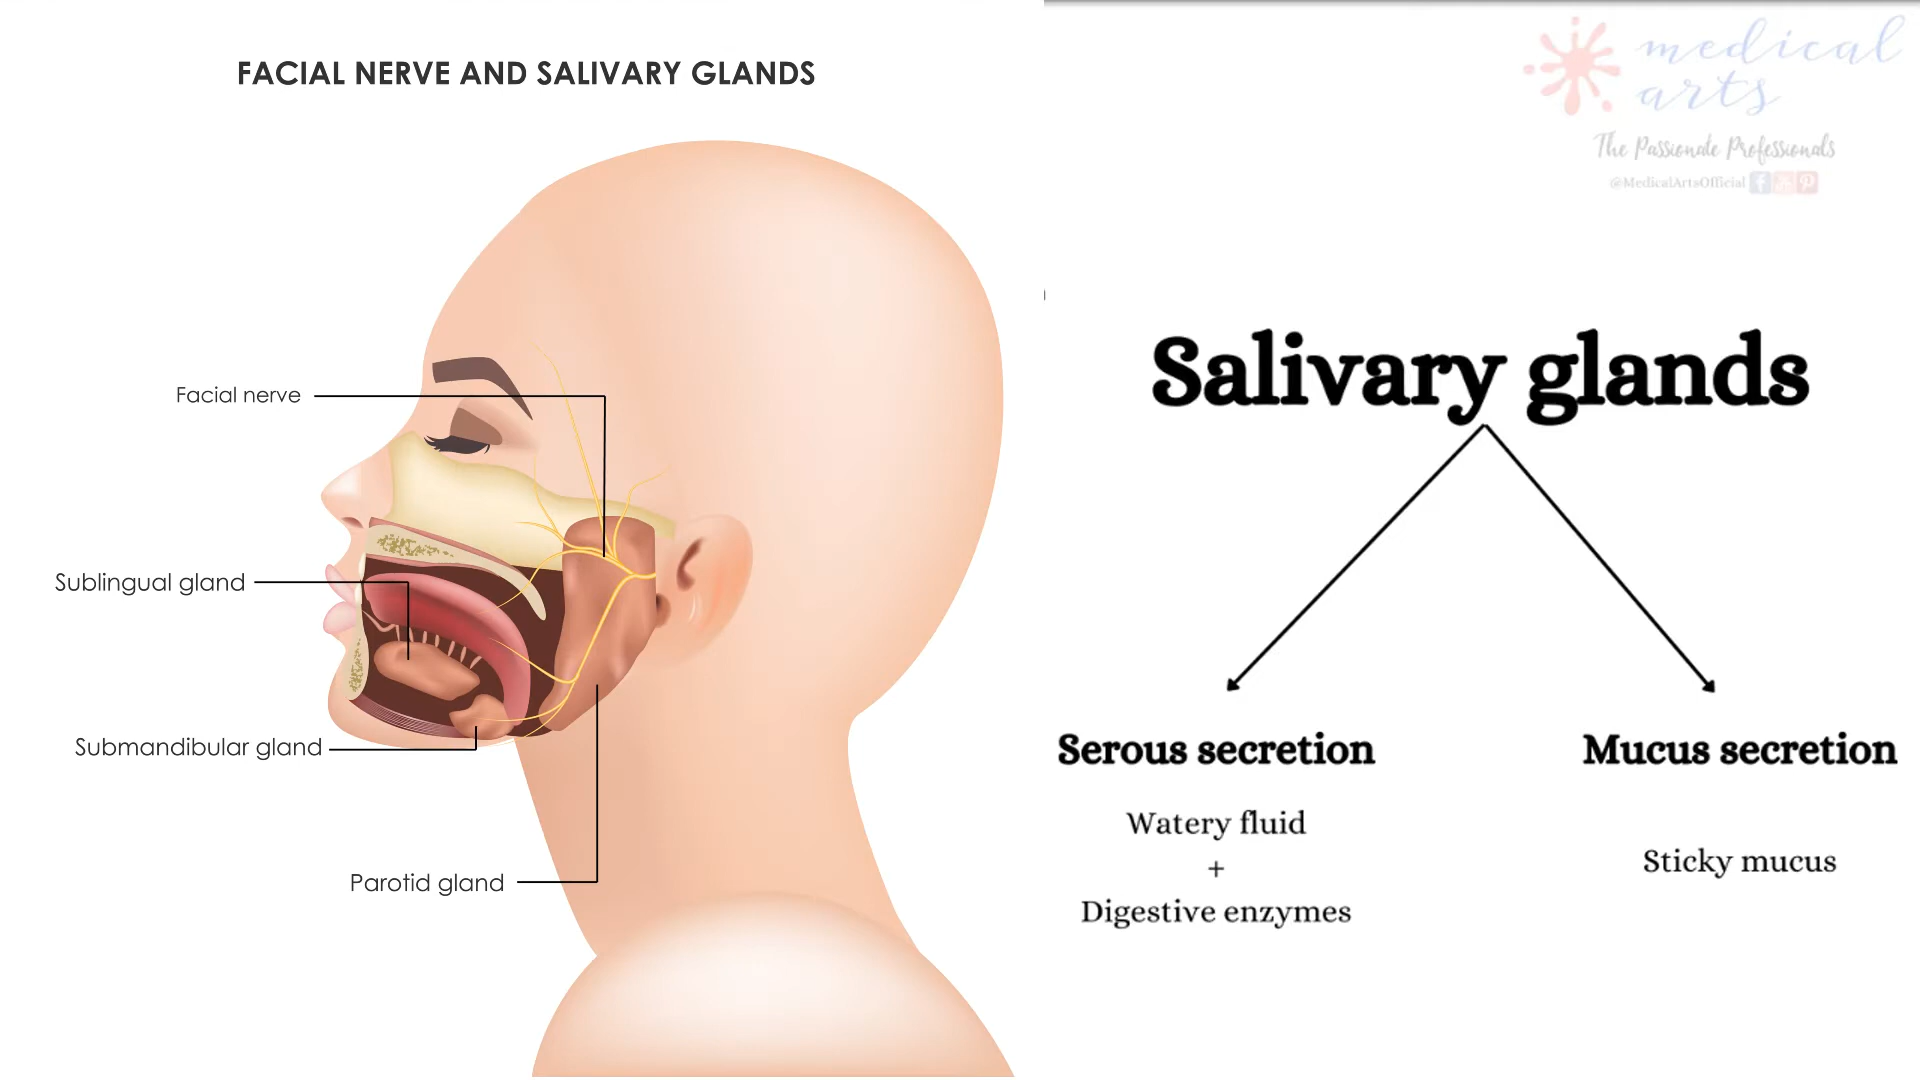 FACIAL NERVE AND SALIVARY GLANDS
Facial nerve
Sublingual gland
Submandibular gland
Parotid gland
medical
arts
The Passionate Professionals
@MedicalArtsOfficial
Salivary glands
Serous secretion
Watery fluid
+
Digestive enzymes
Mucus secretion
Sticky mucus